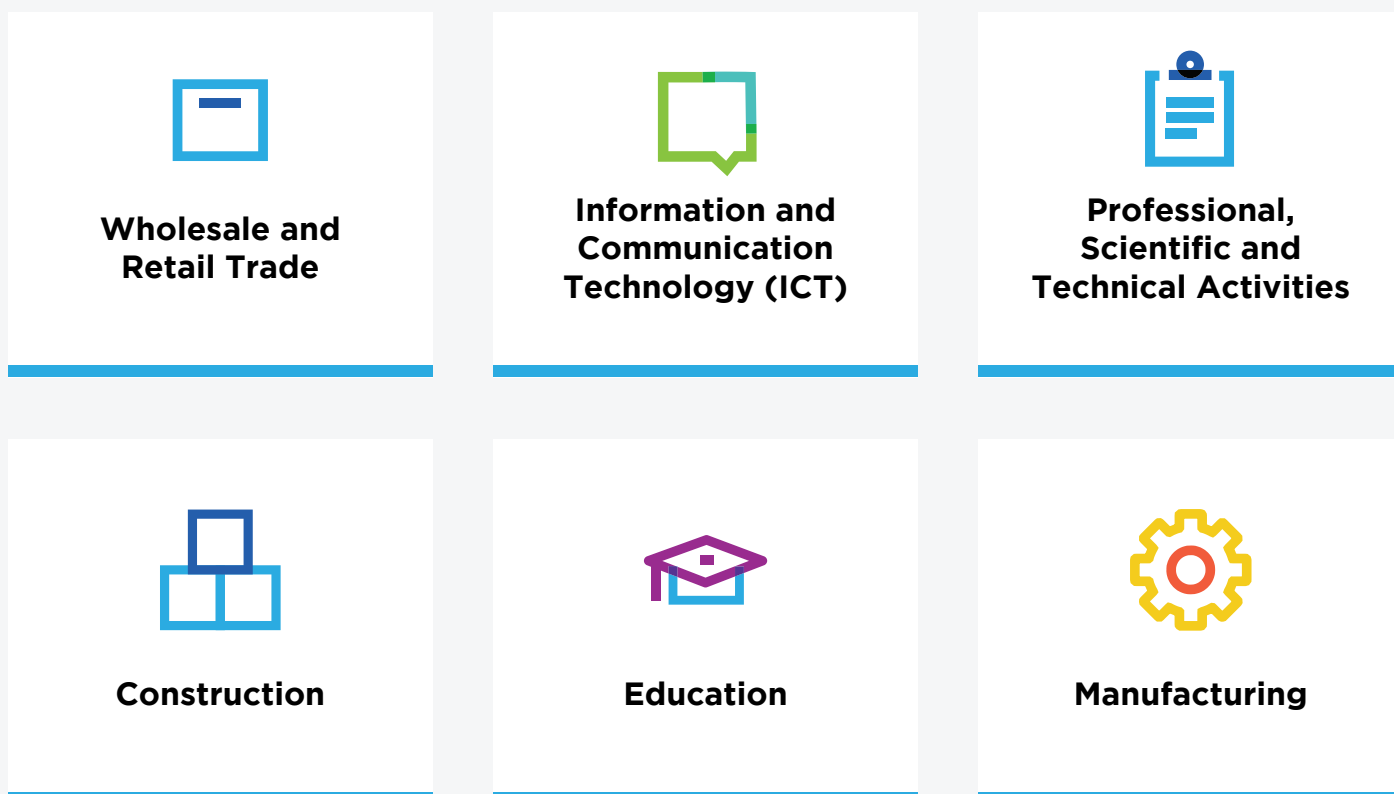 Wholesale and
Retail Trade
Information and
Communication
Technology (ICT)
Professional,
Scientific and
Technical Activities
Construction
Education
Manufacturing